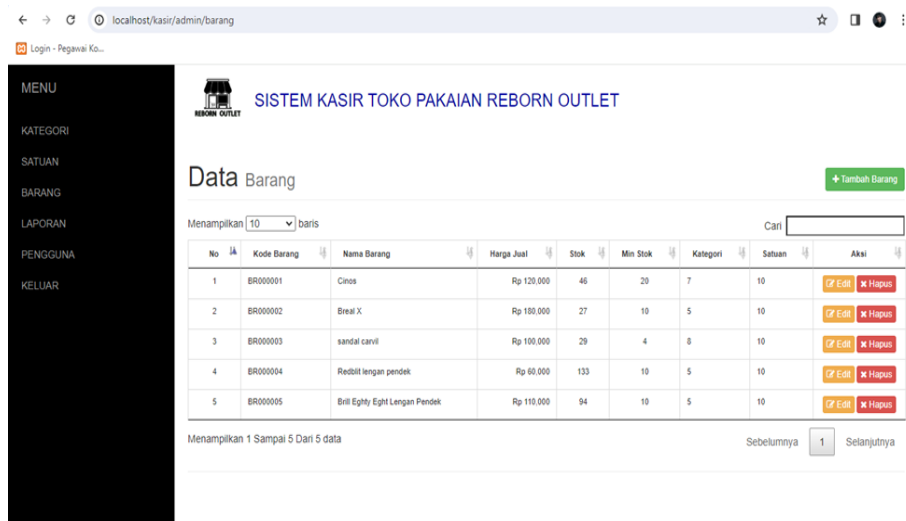 localhost/kasir/admin/barang
Login - Pegawai Ko...
MENU
KATEGORI
SATUAN
BARANG
LAPORAN
PENGGUNA
KELUAR
REBORN OUTLET
SISTEM KASIR TOKO PAKAIAN REBORN OUTLET
Data Barang
+ Tambah Barang
Menampilkan 10 baris
Cari
No Kode Barang Nama Barang Harga Jual Stok Min Stok Kategori Satuan Aksi
1 BR000001 Cinos Rp 120,000 46 20 7 10 Edit Hapus
2 BR000002 Breal X Rp 180,000 27 10 5 10 Edit Hapus
3 BR000003 sandal carvil Rp 100,000 29 4 8 10 Edit Hapus
4 BR000004 Redblit lengan pendek Rp 60,000 133 10 5 10 Edit Hapus
5 BR000005 Brill Eghty Eght Lengan Pendek Rp 110,000 94 10 5 10 Edit Hapus
Menampilkan 1 Sampai 5 Dari 5 data
Sebelumnya 1 Selanjutnya